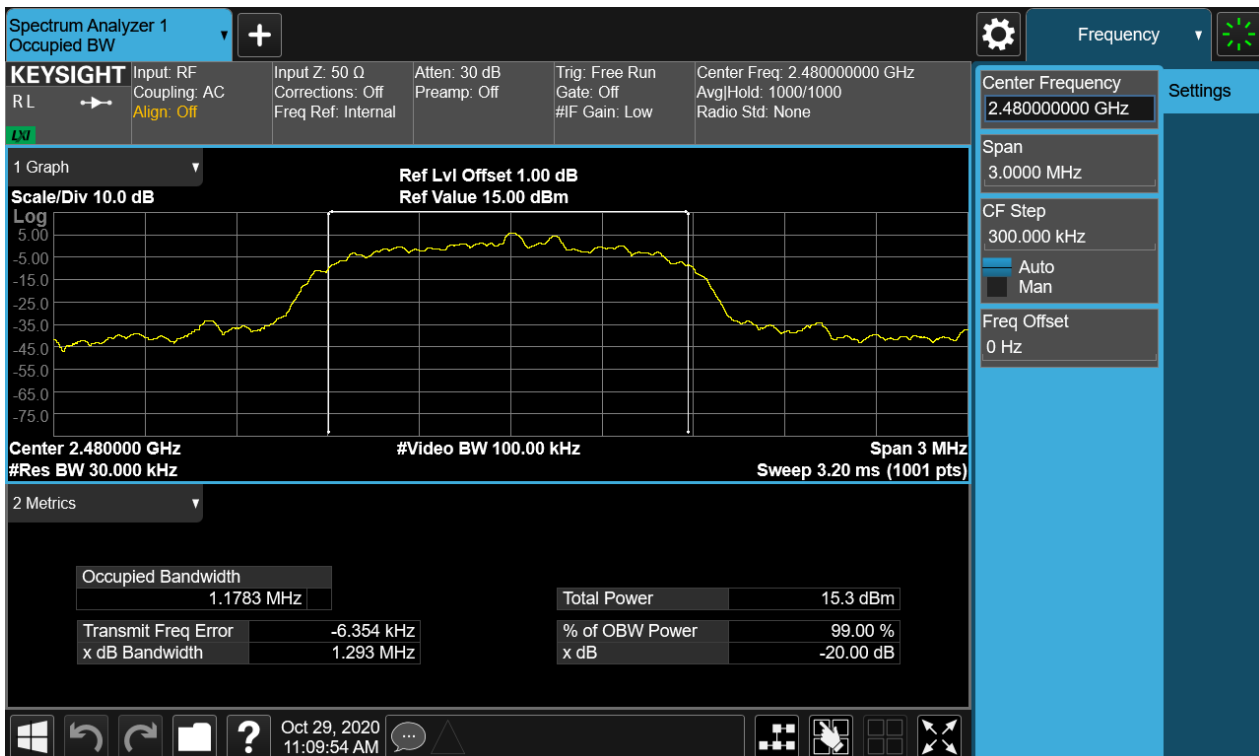 Spectrum Analyzer 1
Occupied BW
Frequency
KEYSIGHT
R L
LXI
Input: RF
Coupling: AC
Align: Off
Input Z: 50 Ω
Corrections: Off
Freq Ref: Internal
Atten: 30 dB
Preamp: Off
Trig: Free Run
Gate: Off
#IF Gain: Low
Center Freq: 2.480000000 GHz
Avg|Hold: 1000/1000
Radio Std: None
Center Frequency
2.480000000 GHz
Settings
Span
3.0000 MHz
CF Step
300.000 kHz
Auto
Man
Freq Offset
0 Hz
1 Graph
Scale/Div 10.0 dB
Ref Lvl Offset 1.00 dB
Ref Value 15.00 dBm
Log
5.00
-5.00
-15.0
-25.0
-35.0
-45.0
-55.0
-65.0
-75.0
Center 2.480000 GHz
#Video BW 100.00 kHz
Span 3 MHz
#Res BW 30.000 kHz
Sweep 3.20 ms (1001 pts)
2 Metrics
Occupied Bandwidth
1.1783 MHz
Total Power 15.3 dBm
Transmit Freq Error -6.354 kHz
% of OBW Power 99.00 %
x dB Bandwidth 1.293 MHz
x dB -20.00 dB
Oct 29, 2020
11:09:54 AM